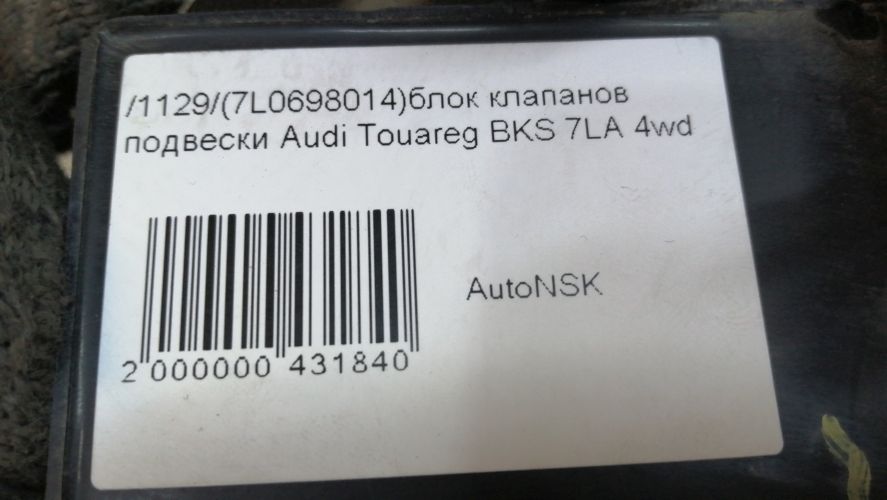 /1129/(7L0698014)блок клапанов
подвески Audi Touareg BKS 7LA 4wd
AutoNSK
2 000000 431840